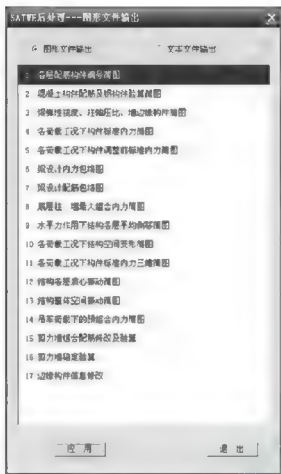 SATWE后处理---图形文件输出
图形文件输出 文本文件输出
1 各层配筋构件编号简图
2 混凝土构件配筋及钢构件验算简图
3 梁弹性挠度、柱轴压比、墙边缘构件简图
4 各荷载工况下构件标准内力简图
5 各荷载工况下构件调整前标准内力简图
6 梁设计内力包络图
7 梁设计配筋包络图
8 底层柱、墙最大组合内力简图
9 水平力作用下结构各层平均侧移简图
10 各荷载工况下结构空间变形简图
11 各荷载工况下构件标准内力三维简图
12 结构各层质心振动简图
13 结构整体空间振动简图
14 吊车荷载下的预组合内力简图
15 剪力墙组合配筋修改及验算
16 剪力墙稳定验算
17 边缘构件信息修改
应用 退出